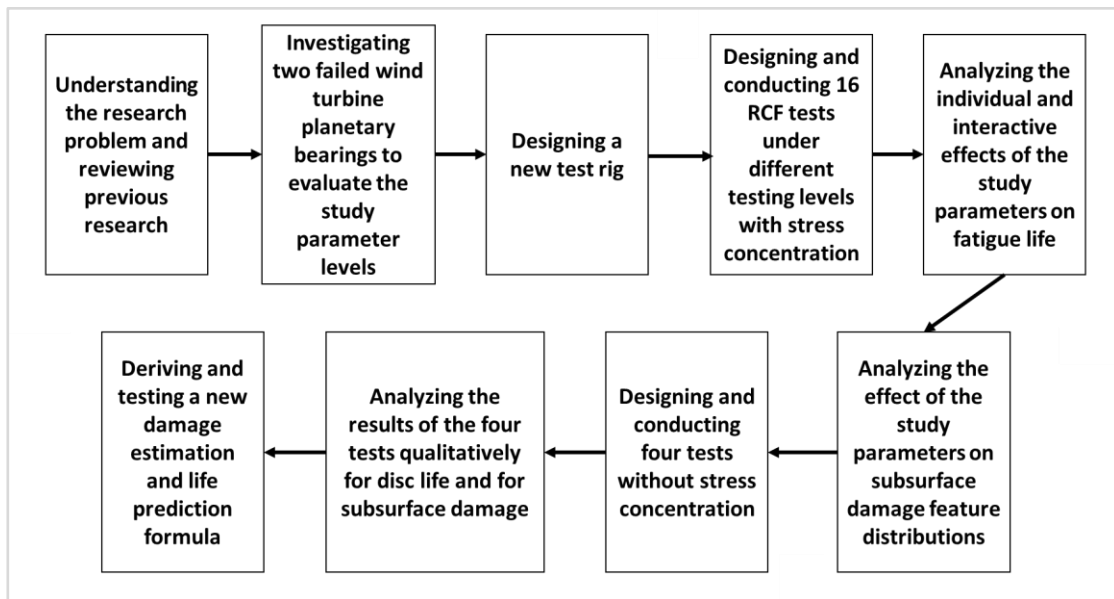 Understanding
the research
problem and
reviewing
previous
research
Investigating
two failed wind
turbine
planetary
bearings to
evaluate the
study
parameter
levels
Designing a
new test rig
Designing and
conducting 16
RCF tests
under
different
testing levels
with stress
concentration
Analyzing the
individual and
interactive
effects of the
study
parameters on
fatigue life
Analyzing the
effect of the
study
parameters on
subsurface
damage feature
distributions
Designing and
conducting
four tests
without stress
concentration
Analyzing the
results of the four
tests qualitatively
for disc life and for
subsurface damage
Deriving and
testing a new
damage
estimation
and life
prediction
formula